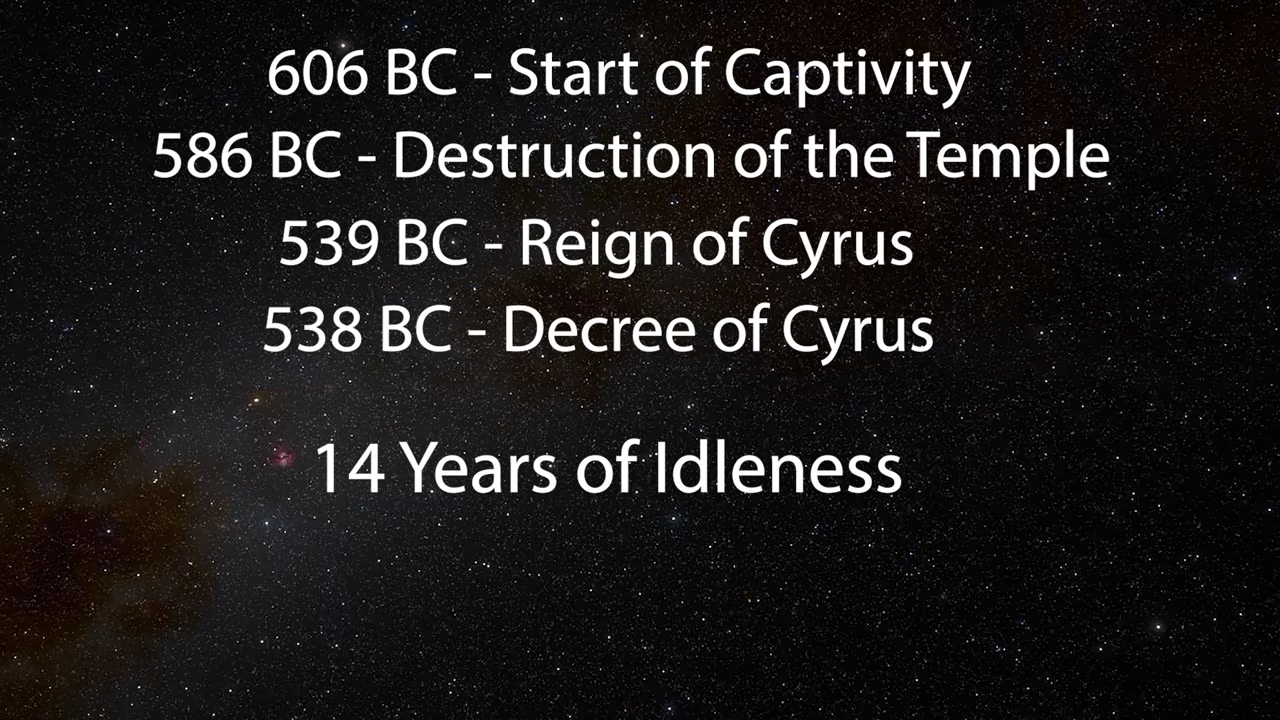 606 BC - Start of Captivity
586 BC - Destruction of the Temple
539 BC - Reign of Cyrus
538 BC - Decree of Cyrus
14 Years of Idleness